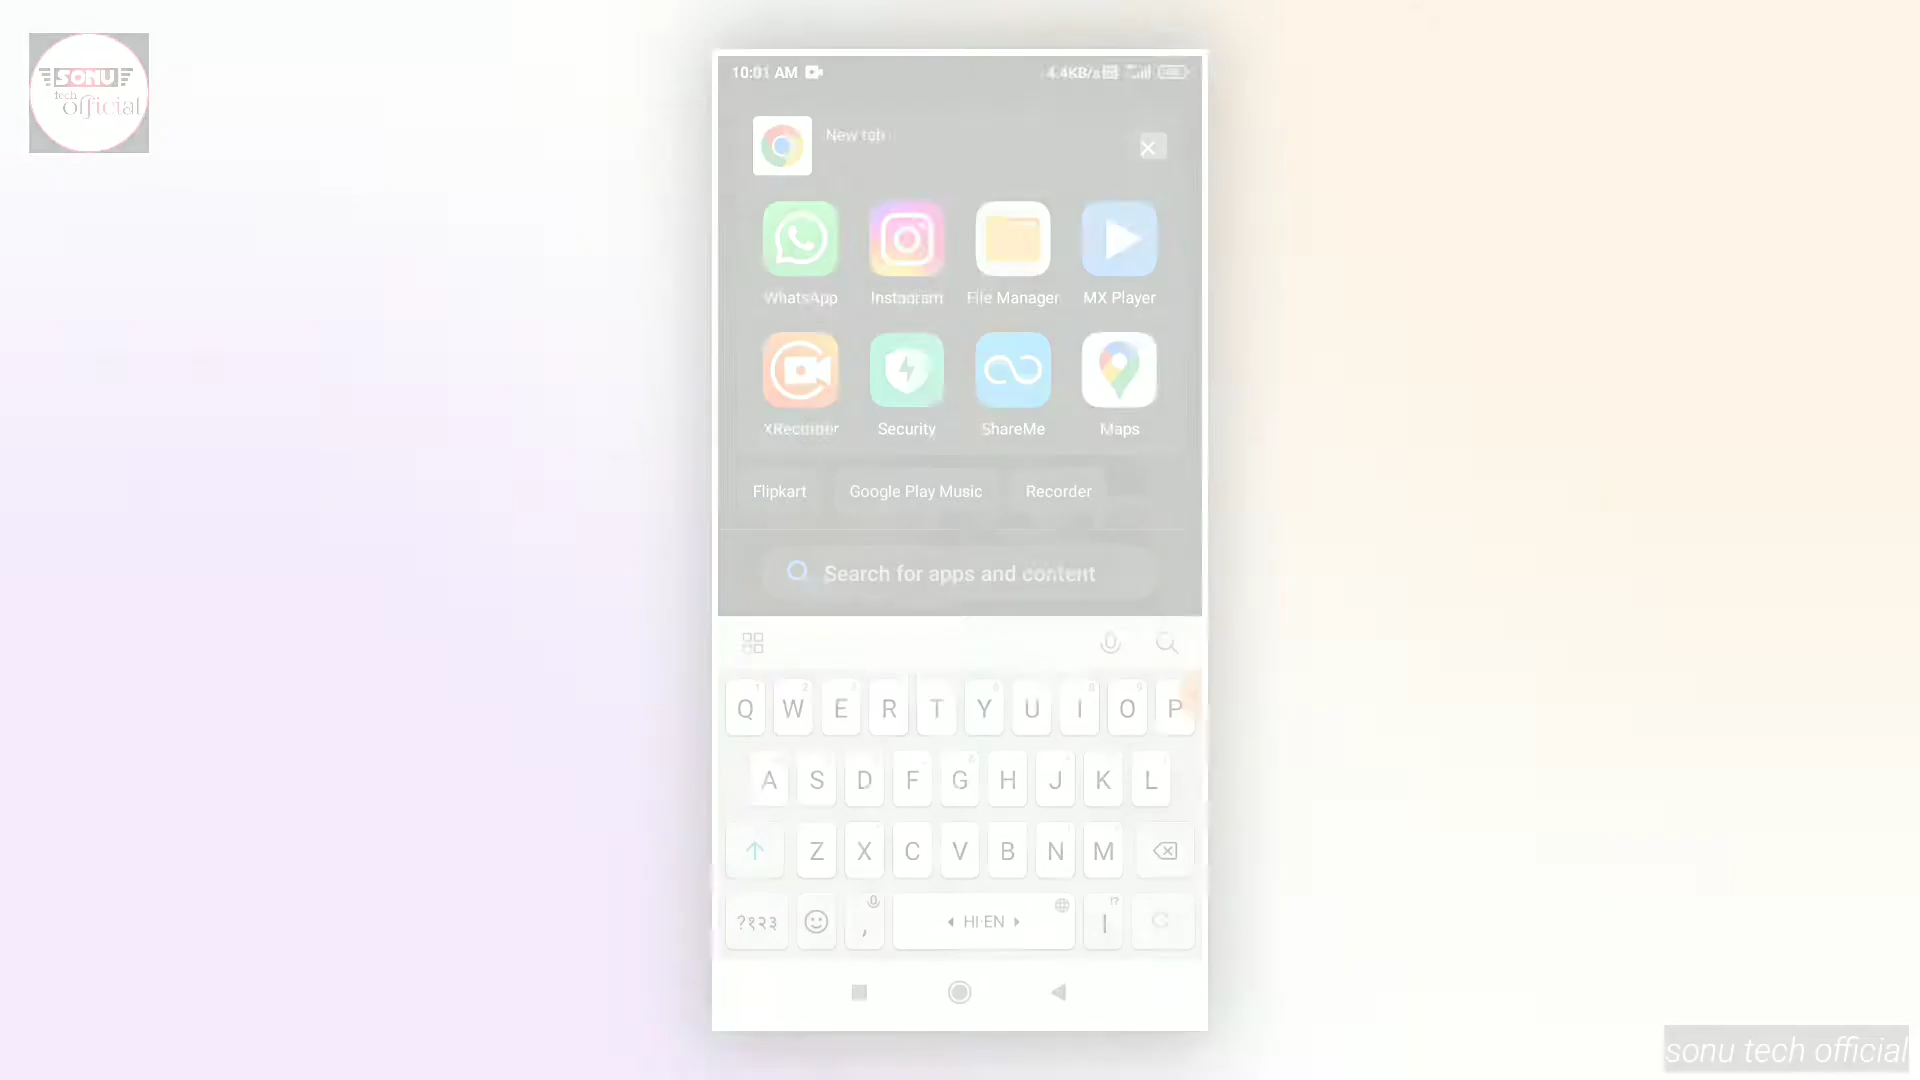 SONU
tech
official
10:01 AM
4.4KB/s
New tab
WhatsApp Instagram File Manager MX Player
XRecorder Security ShareMe Maps
Flipkart Google Play Music Recorder
Search for apps and content
Q W E R T Y U I O P
A S D F G H J K L
Z X C V B N M
?१२३ , HI·EN |
sonu tech official